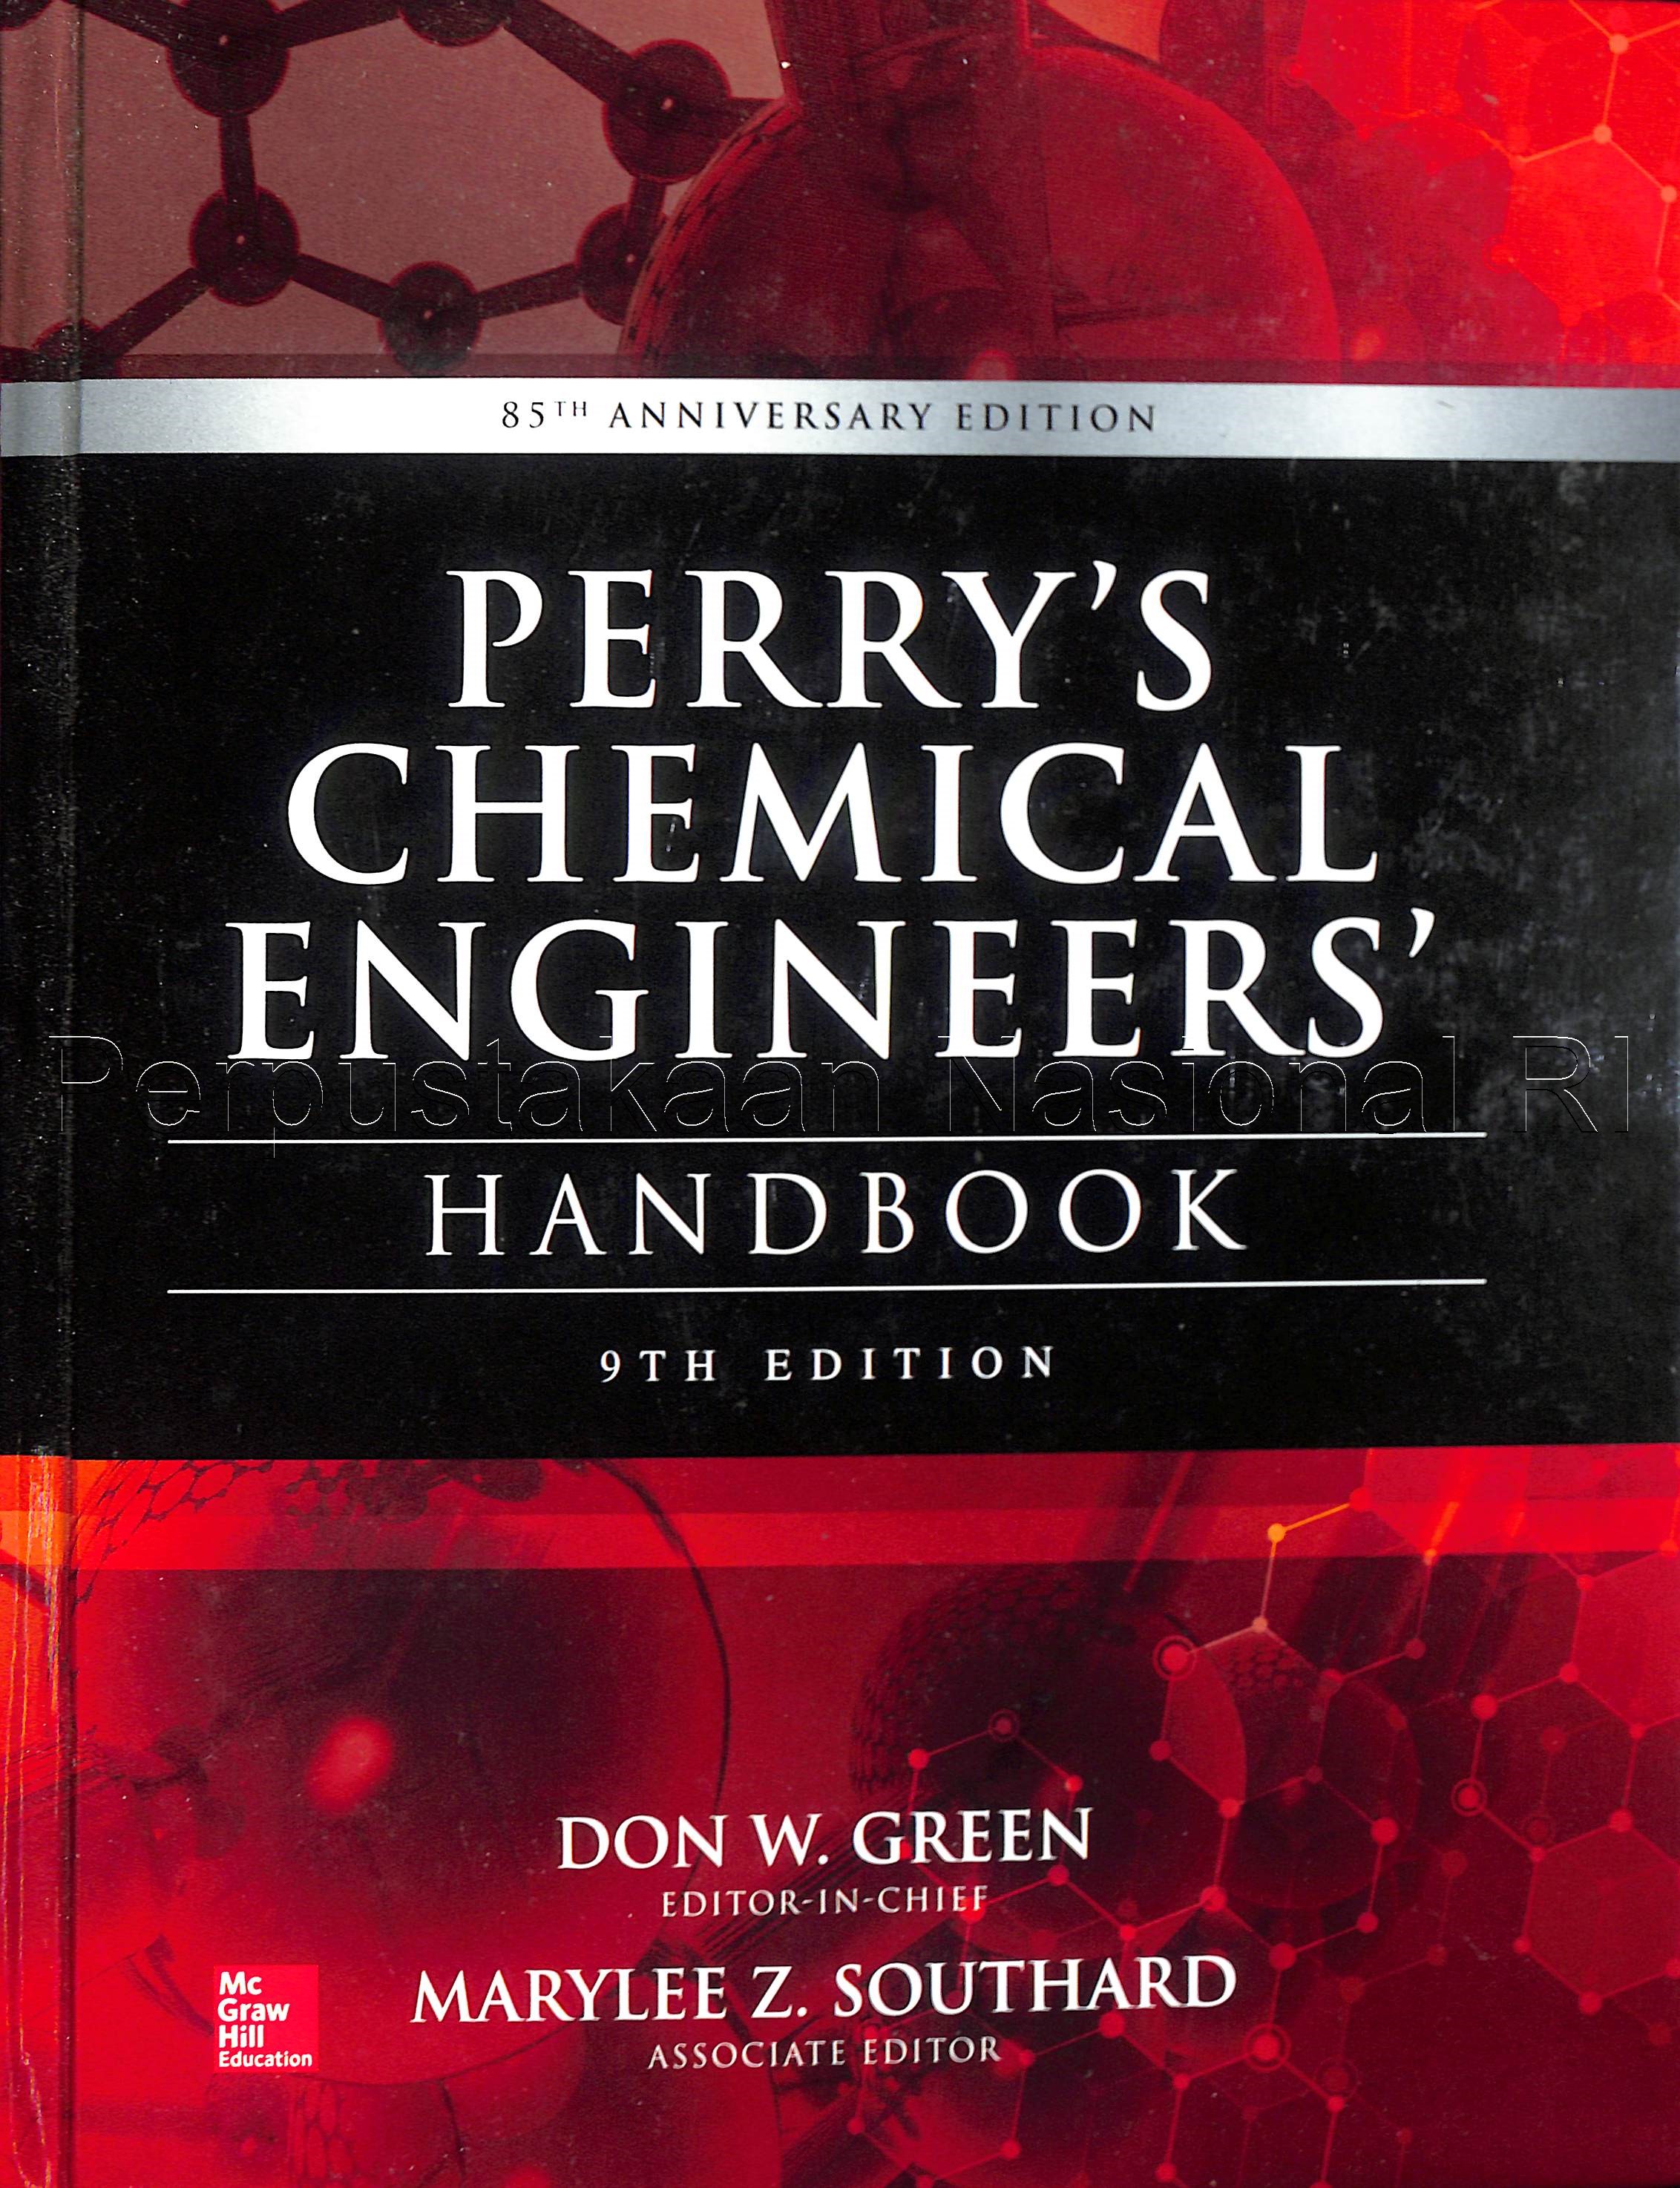 85TH ANNIVERSARY EDITION
PERRY'S
CHEMICAL
ENGINEERS'
Perpustakaan Nasional RI
HANDBOOK
9TH EDITION
DON W. GREEN
EDITOR-IN-CHIEF
MARYLEE Z. SOUTHARD
ASSOCIATE EDITOR
Mc
Graw
Hill
Education